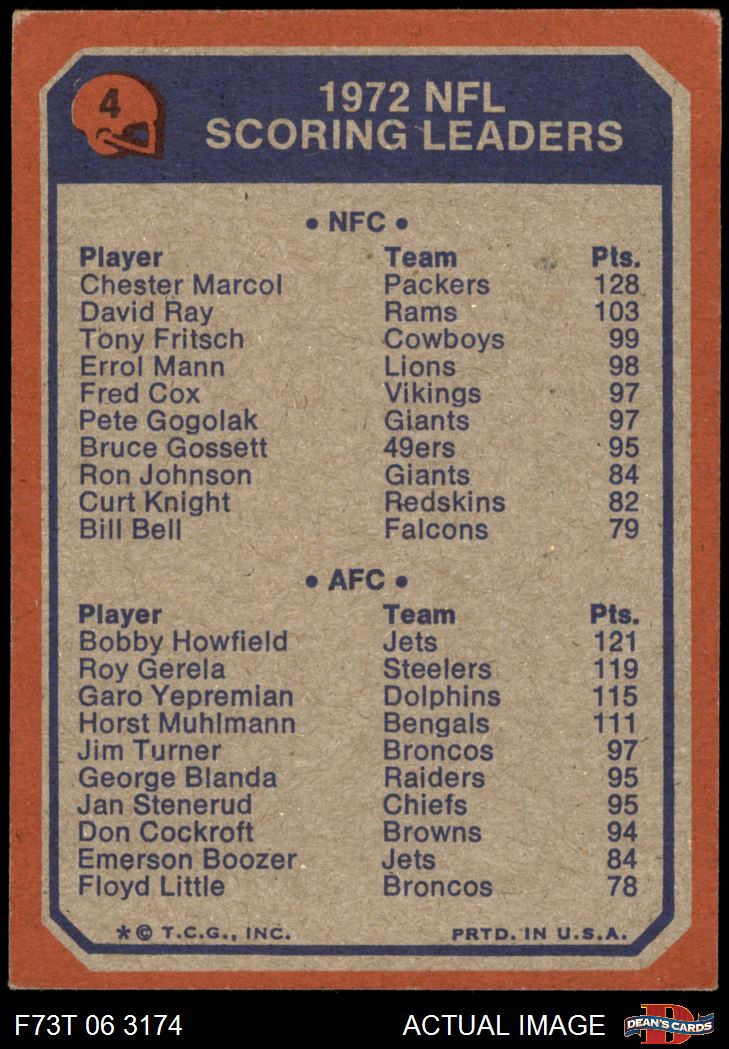 4
1972 NFL
SCORING LEADERS
• NFC •
Player Team Pts.
Chester Marcol Packers 128
David Ray Rams 103
Tony Fritsch Cowboys 99
Errol Mann Lions 98
Fred Cox Vikings 97
Pete Gogolak Giants 97
Bruce Gossett 49ers 95
Ron Johnson Giants 84
Curt Knight Redskins 82
Bill Bell Falcons 79
• AFC •
Player Team Pts.
Bobby Howfield Jets 121
Roy Gerela Steelers 119
Garo Yepremian Dolphins 115
Horst Muhlmann Bengals 111
Jim Turner Broncos 97
George Blanda Raiders 95
Jan Stenerud Chiefs 95
Don Cockroft Browns 94
Emerson Boozer Jets 84
Floyd Little Broncos 78
*© T.C.G., INC. PRTD. IN U.S.A.
F73T 06 3174 ACTUAL IMAGE D DEAN'S CARDS